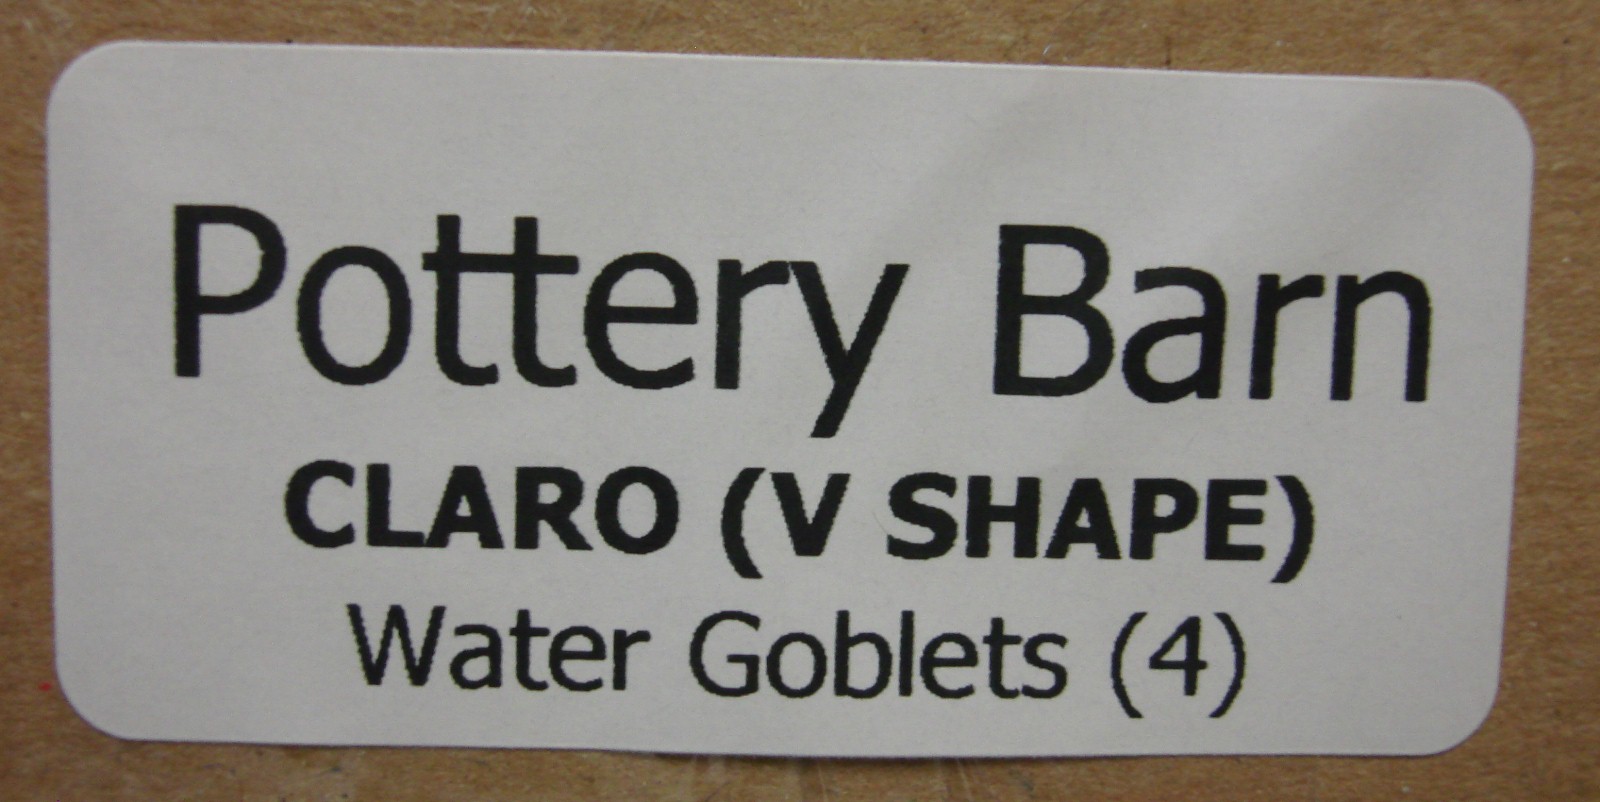 Pottery Barn
CLARO (V SHAPE)
Water Goblets (4)